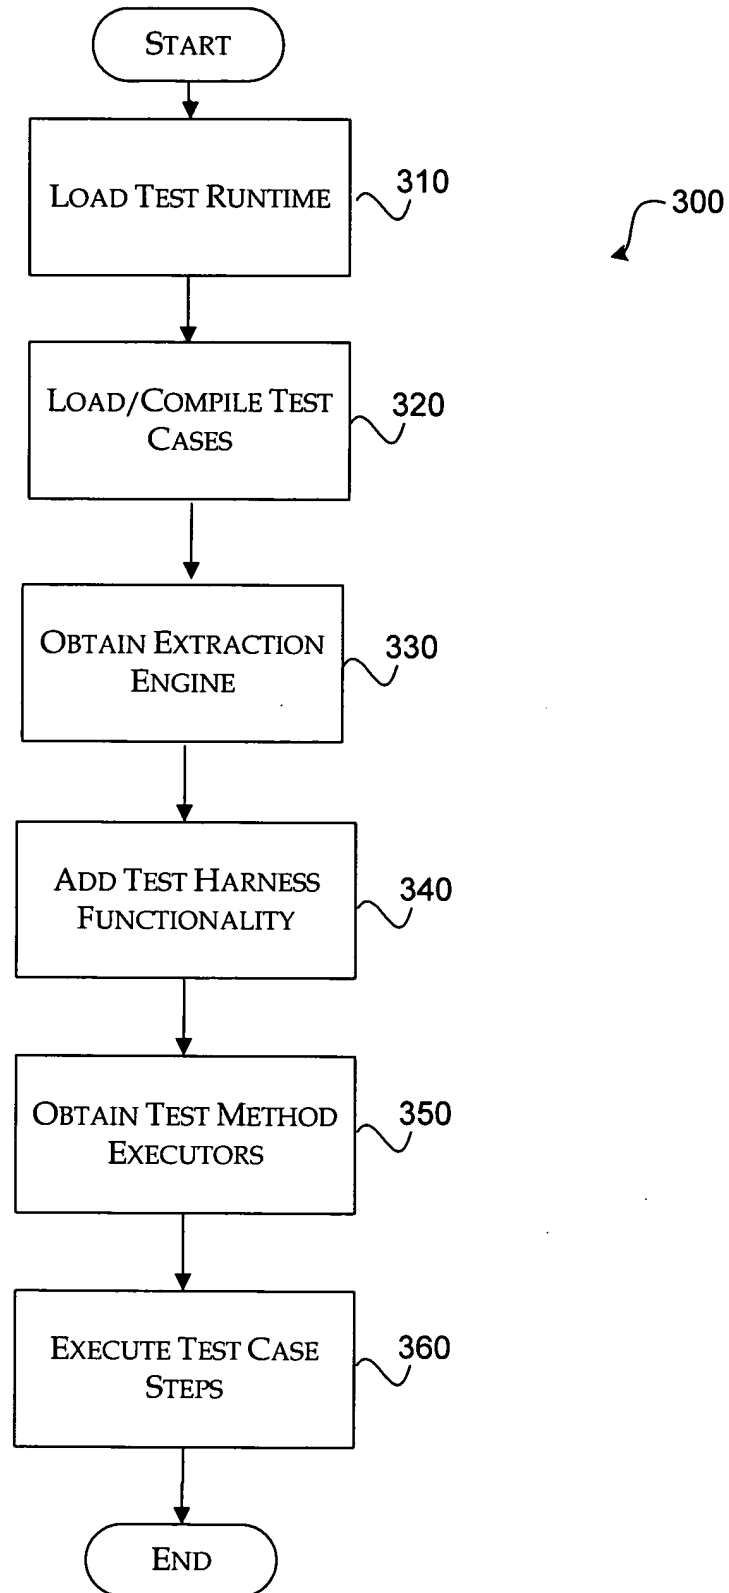 START
LOAD TEST RUNTIME
310
300
LOAD/COMPILE TEST
CASES
320
OBTAIN EXTRACTION
ENGINE
330
ADD TEST HARNESS
FUNCTIONALITY
340
OBTAIN TEST METHOD
EXECUTORS
350
EXECUTE TEST CASE
STEPS
360
END